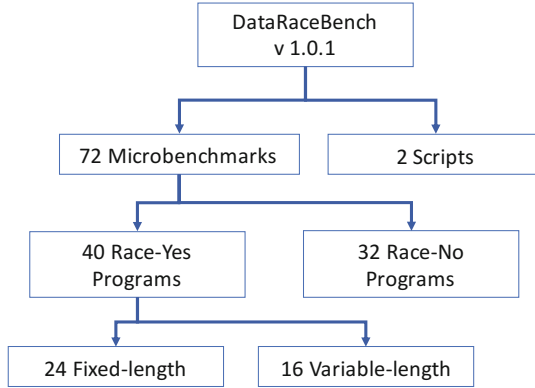 DataRaceBench
v 1.0.1
72 Microbenchmarks
2 Scripts
40 Race-Yes
Programs
32 Race-No
Programs
24 Fixed-length
16 Variable-length